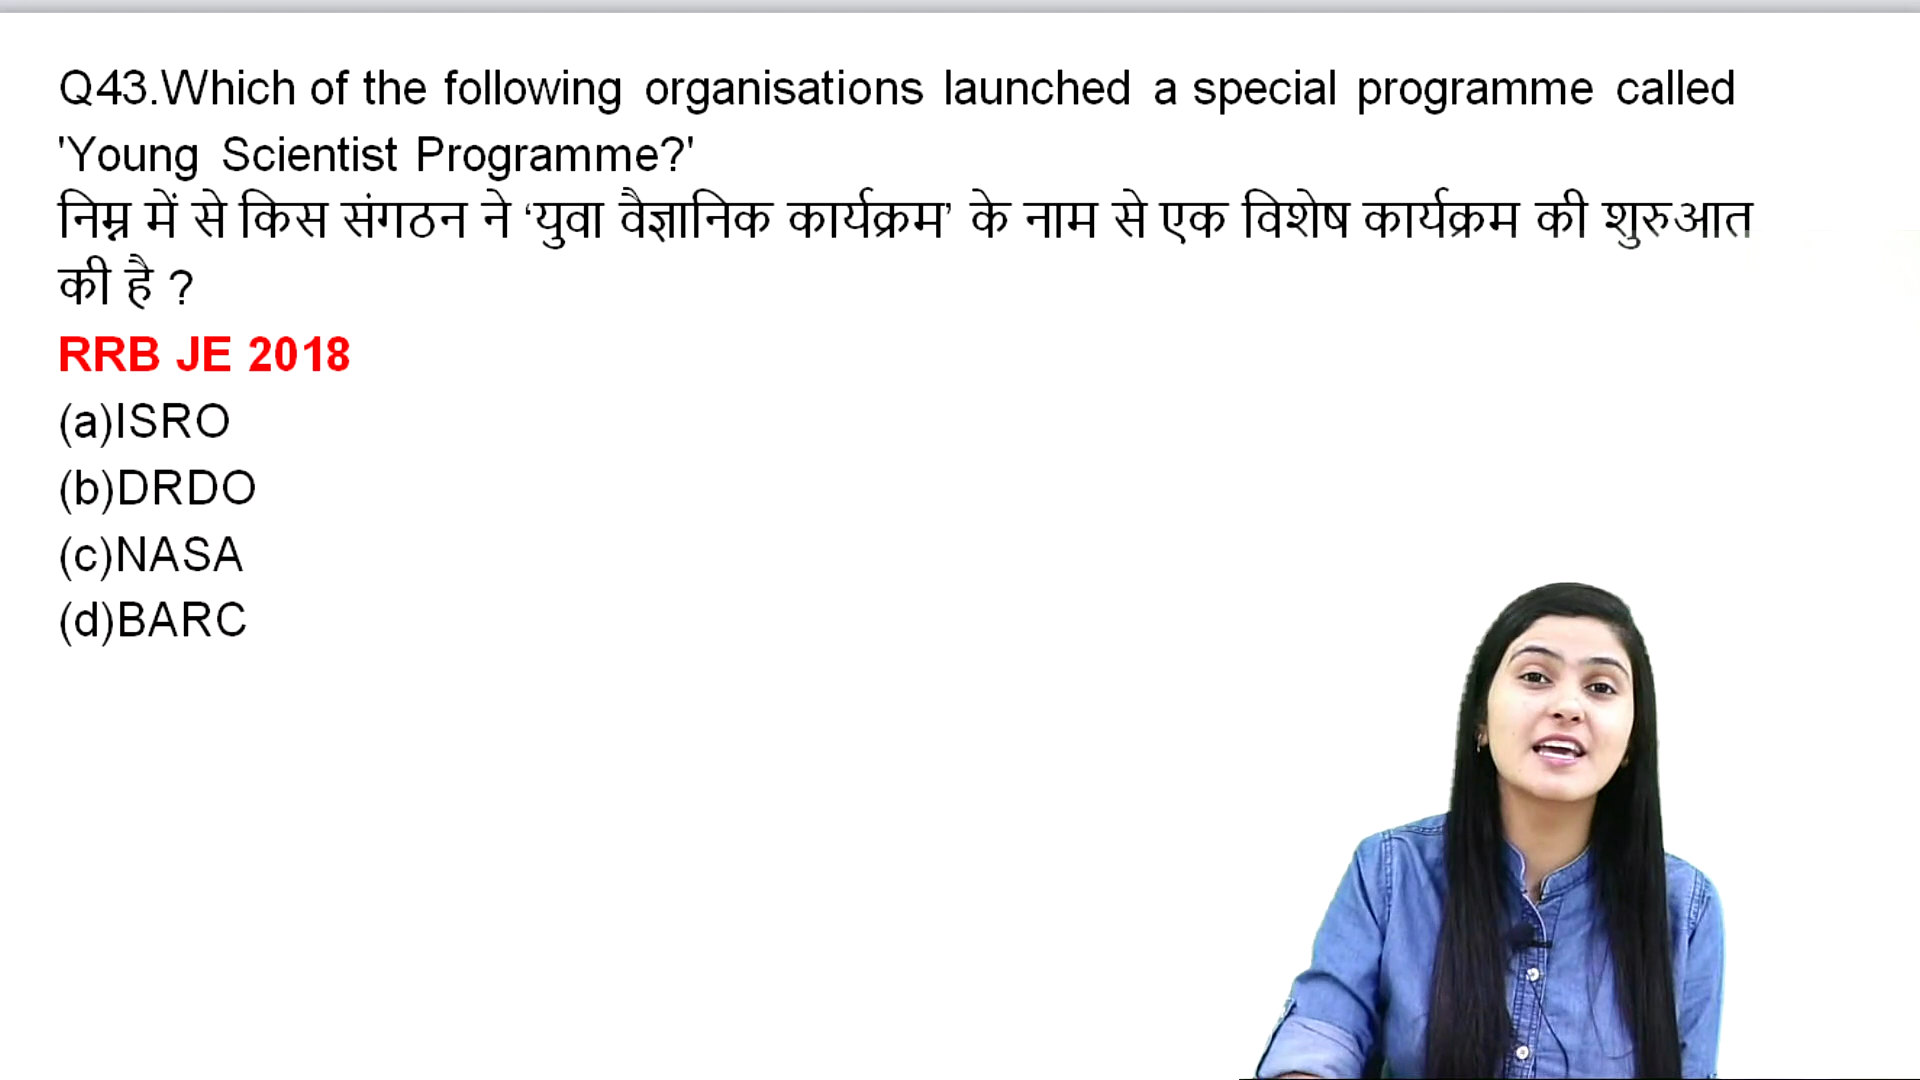 Q43.Which of the following organisations launched a special programme called
'Young Scientist Programme?'
निम्न में से किस संगठन ने ‘युवा वैज्ञानिक कार्यक्रम’ के नाम से एक विशेष कार्यक्रम की शुरुआत
की है ?
RRB JE 2018
(a)ISRO
(b)DRDO
(c)NASA
(d)BARC